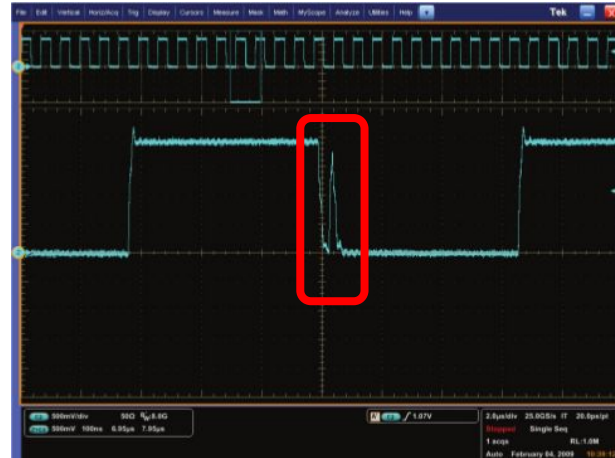 File Edit Vertical Horiz/Acq Trig Display Cursors Measure Mask Math MyScope Analyze Utilities Help
Tek
500mV/div 50Ω 8.0G
500mV 100ns 6.95µs 7.95µs
1.07V
2.0µs/div 25.0GS/s IT 20.0ps/pt
Stopped Single Seq
1 acqs RL:1.0M
Auto February 04, 2009